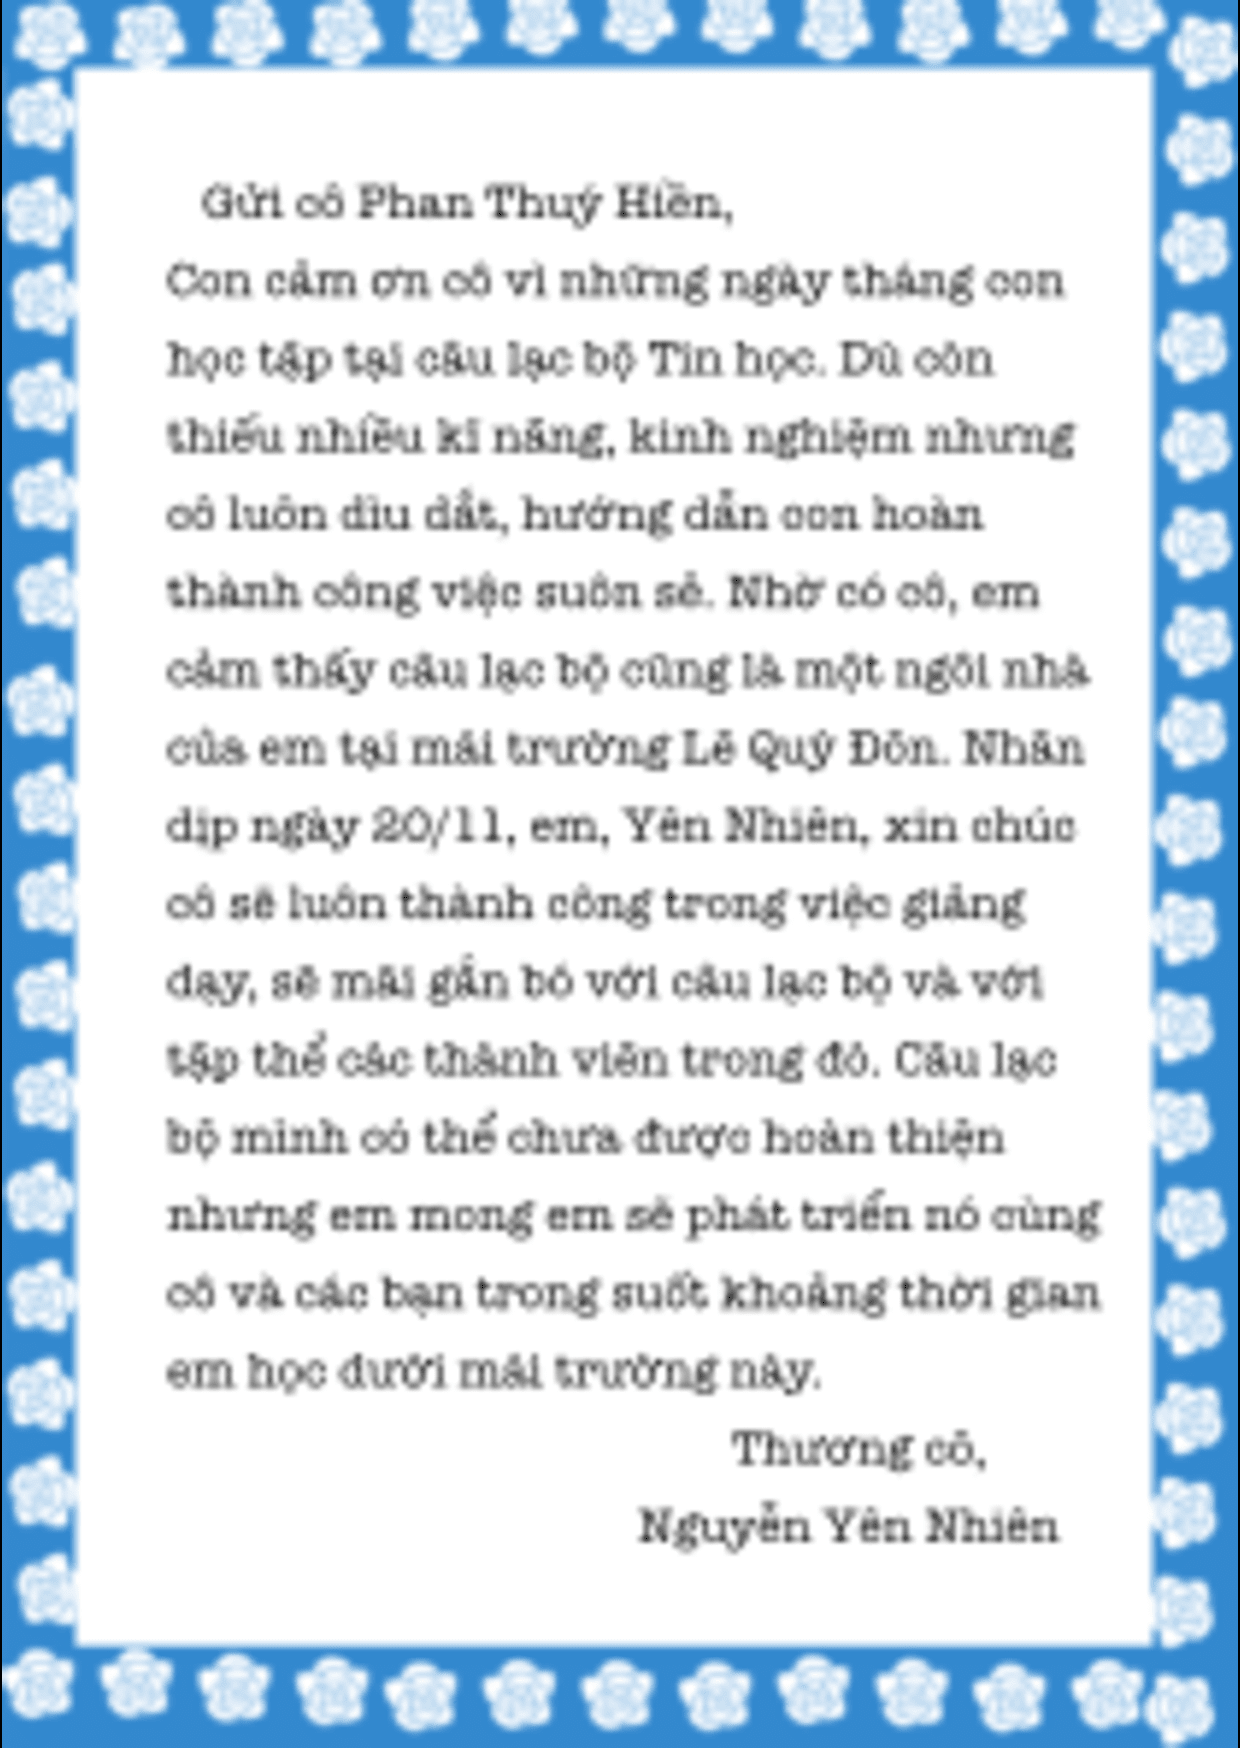 Gửi cô Phan Thuý Hiền,
Con cảm ơn cô vì những ngày tháng con
học tập tại câu lạc bộ Tin học. Dù còn
thiếu nhiều kĩ năng, kinh nghiệm nhưng
cô luôn dìu dắt, hướng dẫn con hoàn
thành công việc suôn sẻ. Nhờ có cô, em
cảm thấy câu lạc bộ cũng là một ngôi nhà
của em tại mái trường Lê Quý Đôn. Nhân
dịp ngày 20/11, em, Yên Nhiên, xin chúc
cô sẽ luôn thành công trong việc giảng
dạy, sẽ mãi gắn bó với câu lạc bộ và với
tập thể các thành viên trong đó. Câu lạc
bộ mình có thể chưa được hoàn thiện
nhưng em mong em sẽ phát triển nó cùng
cô và các bạn trong suốt khoảng thời gian
em học dưới mái trường này.
Thương cô,
Nguyễn Yên Nhiên